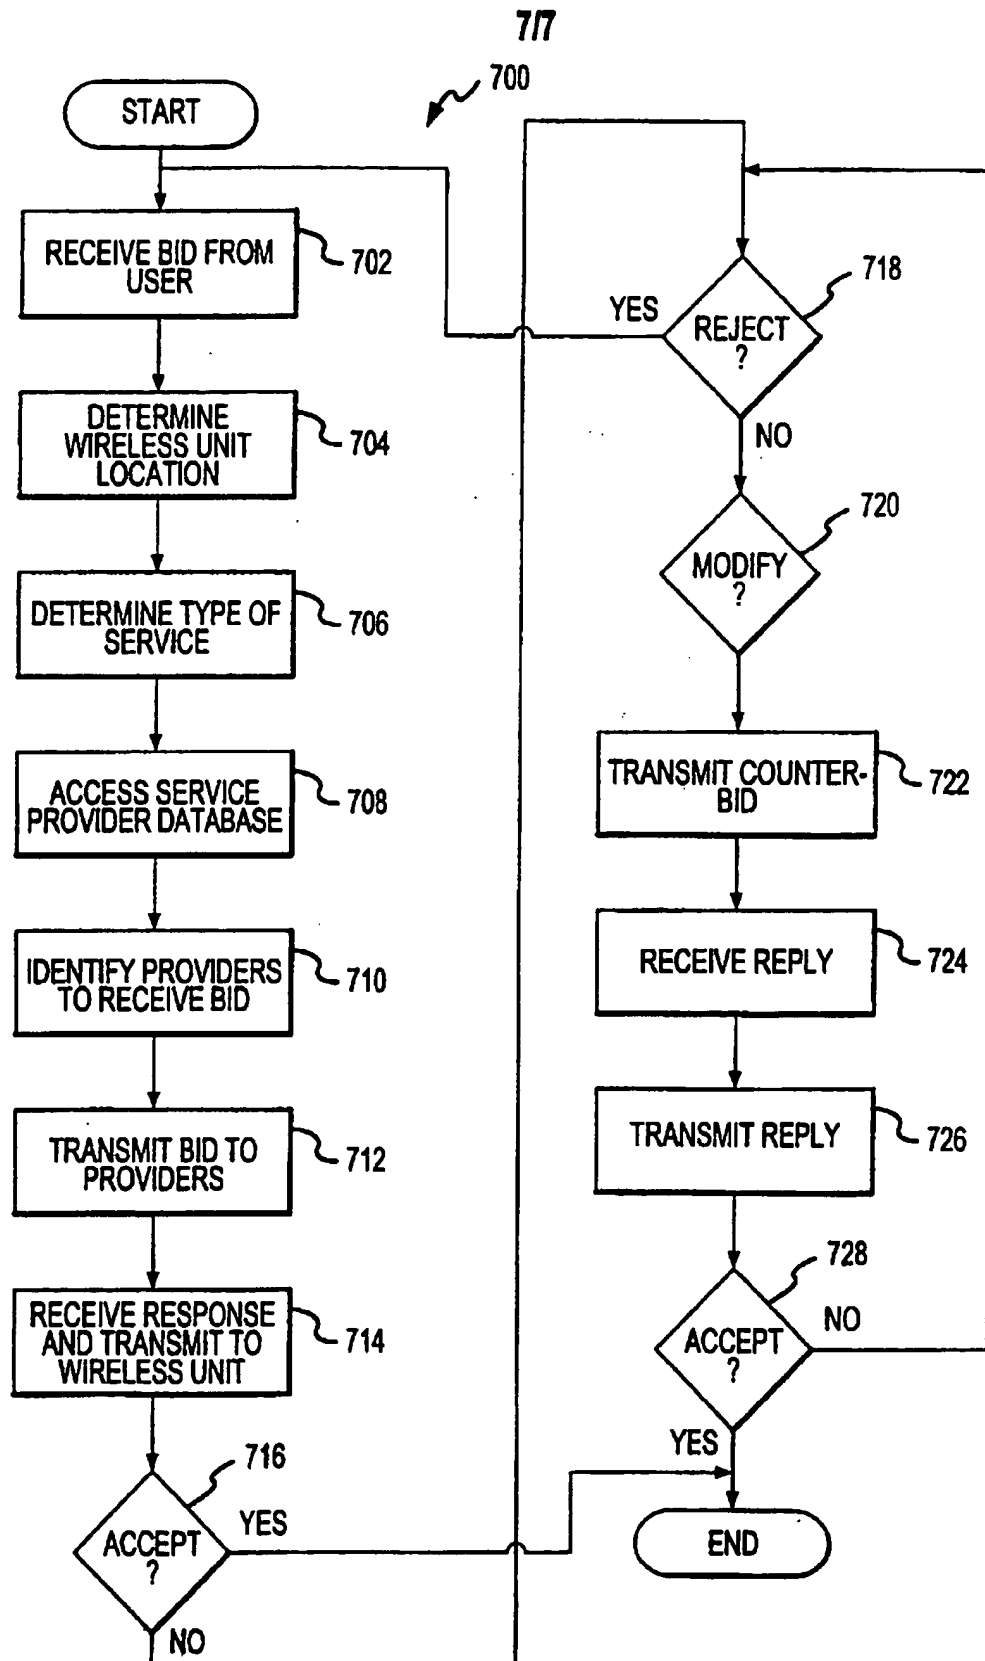 7/7
700
START
RECEIVE BID FROM
USER
702
DETERMINE
WIRELESS UNIT
LOCATION
704
DETERMINE TYPE OF
SERVICE
706
ACCESS SERVICE
PROVIDER DATABASE
708
IDENTIFY PROVIDERS
TO RECEIVE BID
710
TRANSMIT BID TO
PROVIDERS
712
RECEIVE RESPONSE
AND TRANSMIT TO
WIRELESS UNIT
714
716
ACCEPT
?
YES
NO
718
YES
REJECT
?
NO
720
MODIFY
?
TRANSMIT COUNTER-
BID
722
RECEIVE REPLY
724
TRANSMIT REPLY
726
728
ACCEPT
?
NO
YES
END